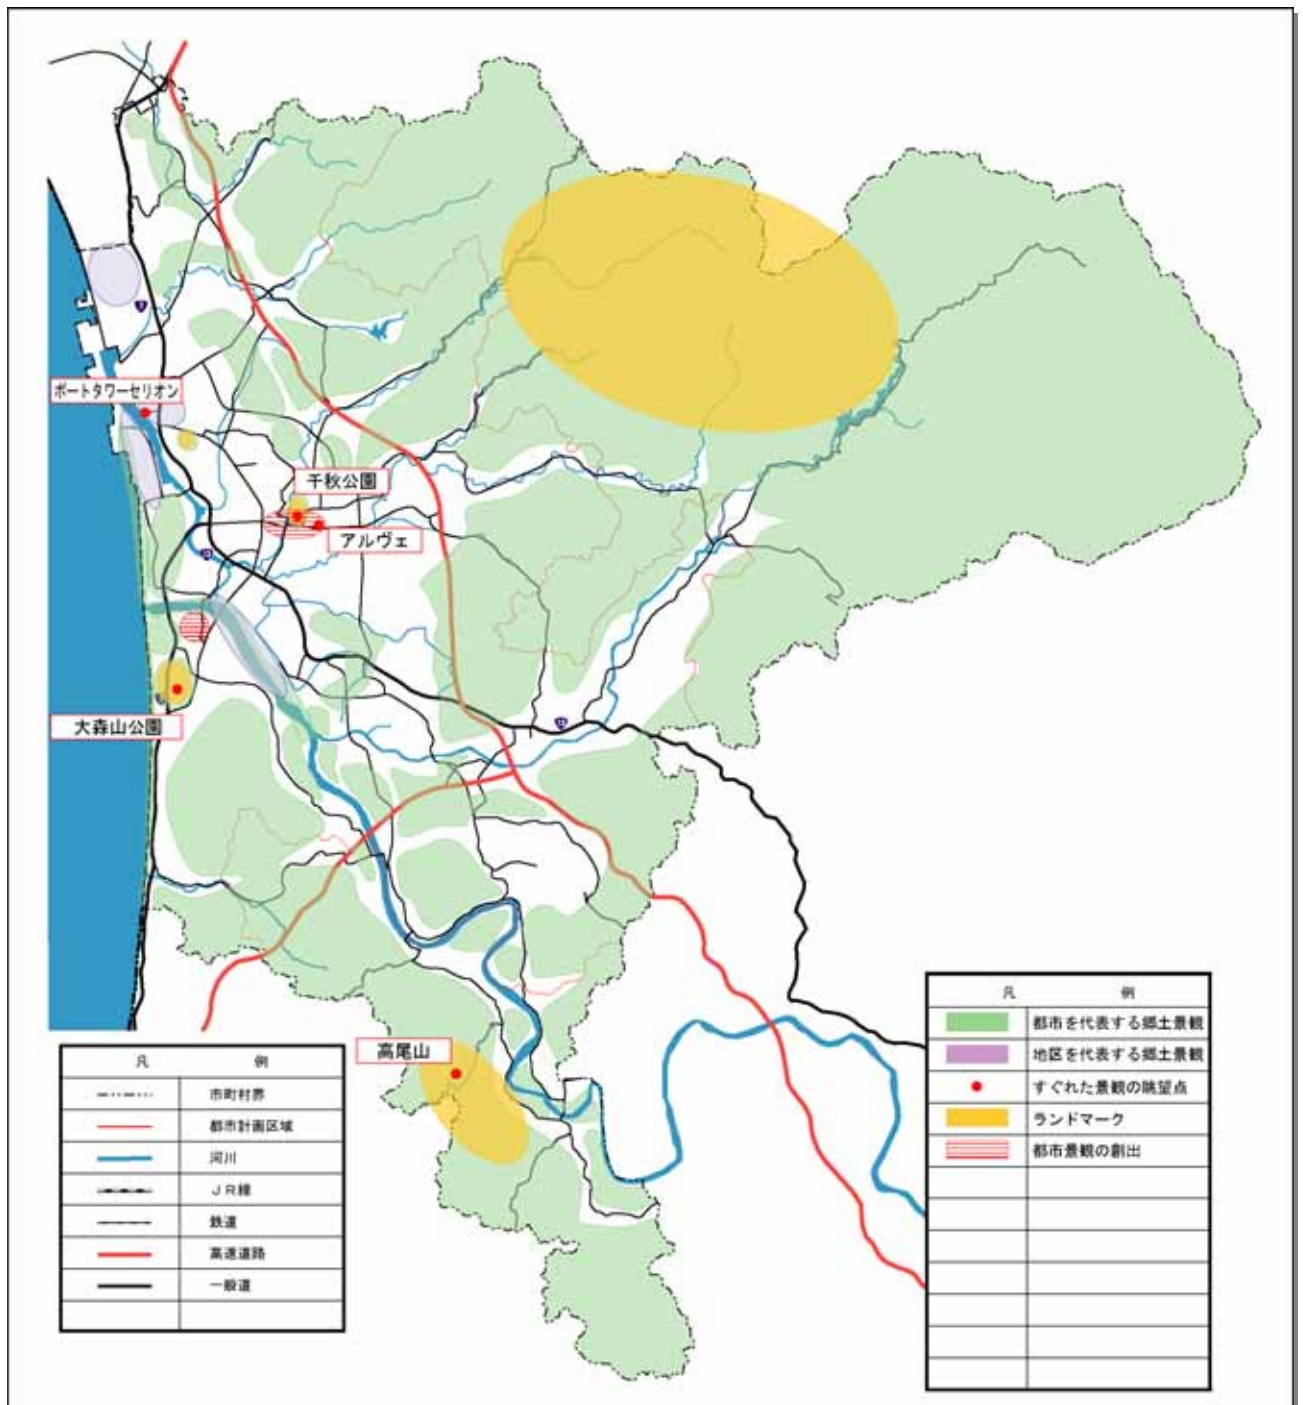 ポートタワーセリオン
千秋公園
アルヴェ
大森山公園
高尾山
凡 例
市町村界
都市計画区域
河川
JR線
鉄道
高速道路
一般道
凡 例
都市を代表する郷土景観
地区を代表する郷土景観
すぐれた景観の眺望点
ランドマーク
都市景観の創出